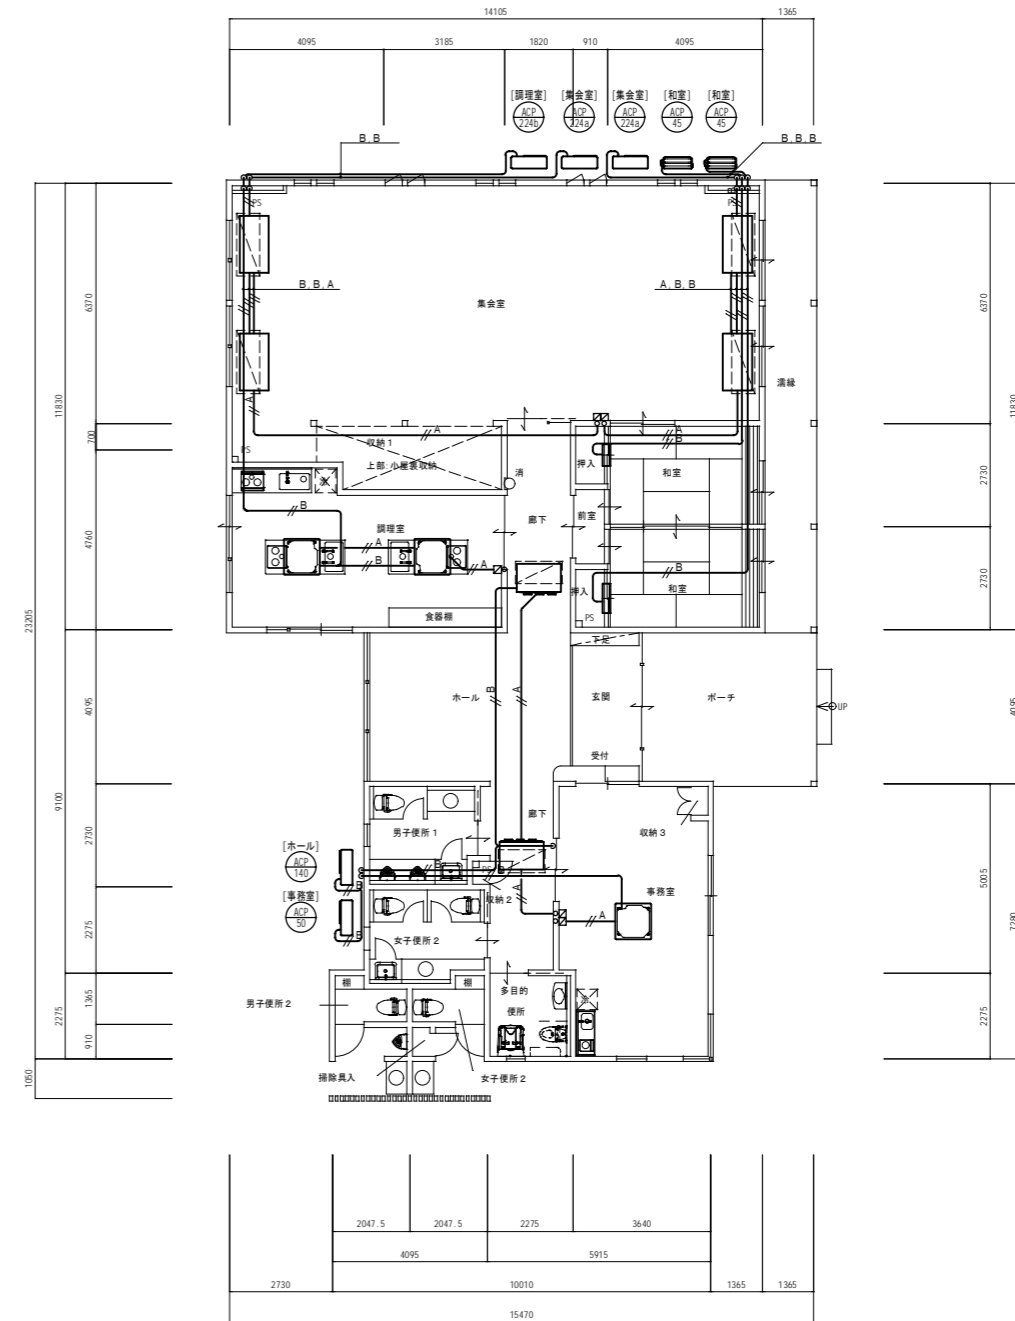 14105
1365
4095
3185
1820
910
4095
[調理室]
[集会室]
[集会室]
[和室]
[和室]
ACP
224b
ACP
224a
ACP
224a
ACP
45
ACP
45
B.B
B.B.B
PS
PS
B.B.A
A.B.B
集会室
濡縁
6370
11830
700
4760
23205
4095
9100
2730
2275
1365
2275
910
1050
6370
11830
2730
2730
4095
5005
7280
2275
A
A
A
B
収納1
上部:小屋裏収納
PS
消
押入
和室
B
調理室
廊下
前室
A
B
A
B
和室
押入
食器棚
PS
下足
B
A
ホール
玄関
ポーチ
UP
受付
廊下
収納3
男子便所1
[ホール]
ACP
140
B
B
PS
[事務室]
ACP
50
B
A
収納2
事務室
A
女子便所2
棚
棚
多目的
便所
男子便所2
掃除具入
女子便所2
2047.5
2047.5
2275
3640
4095
5915
2730
10010
1365
1365
15470